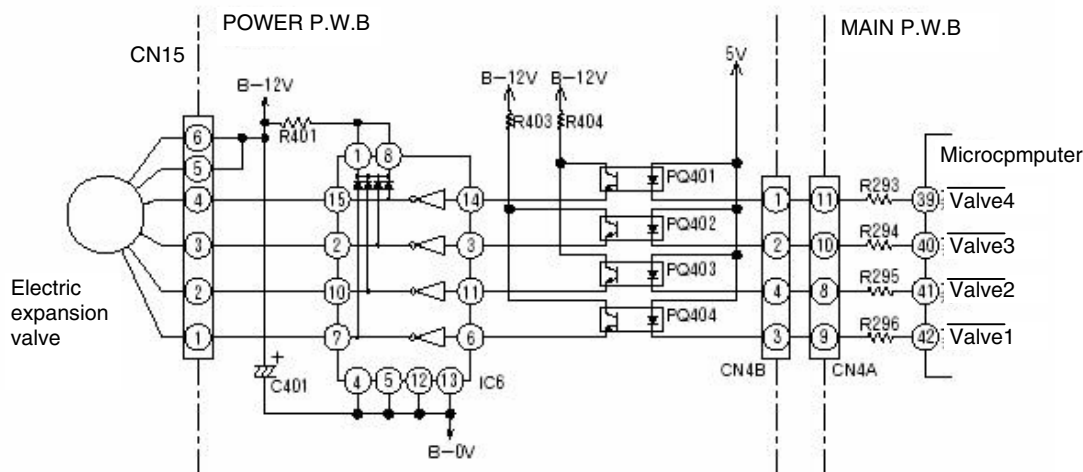 POWER P.W.B
MAIN P.W.B
CN15
5V
B-12V
B-12V B-12V
R401
R403
R404
6
5
4
3
2
1
1
8
15
14
2
3
10
11
7
6
4
5
12
13
IC6
C401
+
B-0V
PQ401
PQ402
PQ403
PQ404
1
2
4
3
CN4B
11
10
8
9
CN4A
R293
R294
R295
R296
Microcpmputer
39 Valve4
40 Valve3
41 Valve2
42 Valve1
Electric
expansion
valve